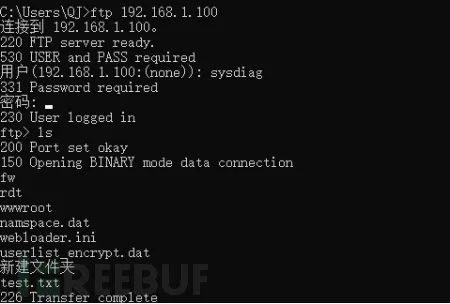 C:\Users\QJ>ftp 192.168.1.100
连接到 192.168.1.100。
220 FTP server ready.
530 USER and PASS required
用户(192.168.1.100:(none)): sysdiag
331 Password required
密码:
230 User logged in
ftp> ls
200 Port set okay
150 Opening BINARY mode data connection
fw
rdt
wwwroot
namspace.dat
webloader.ini
userlist_encrypt.dat
新建文件夹
test.txt
226 Transfer complete